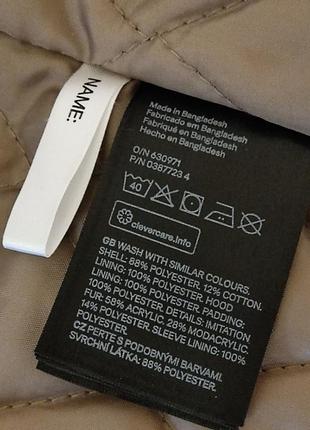 NAME:
Made in Bangladesh
Fabricado em Bangladesh
Fabriqué en Bangladesh
Hecho en Bangladesh
O/N 630971
P/N 0387723 4
40
clevercare.info
GB WASH WITH SIMILAR COLOURS.
SHELL: 88% POLYESTER. 12% COTTON.
LINING: 100% POLYESTER. HOOD
LINING: 100% POLYESTER. PADDING:
100% POLYESTER. DETAILS: IMITATION
FUR: 58% ACRYLIC. 28% MODACRYLIC.
14% POLYESTER. SLEEVE LINING: 100%
POLYESTER.
CZ PERTE S PODOBNÝMI BARVAMI.
SVRCHNÍ LÁTKA: 88% POLYESTER.